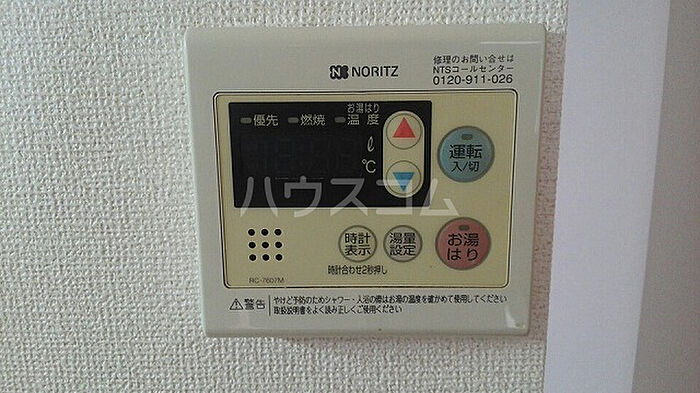 NORITZ
修理のお問い合せは
NTSコールセンター
0120-911-026
お湯はり
優先 燃焼 温度
ℓ
℃
運転
入/切
ハウスコム
時計
表示
湯量
設定
お湯
はり
時計合わせ2秒押し
RC-7607M
警告
やけど予防のためシャワー・入浴の際はお湯の温度を確かめて使用してください
取扱説明書をよく読み正しくご使用ください